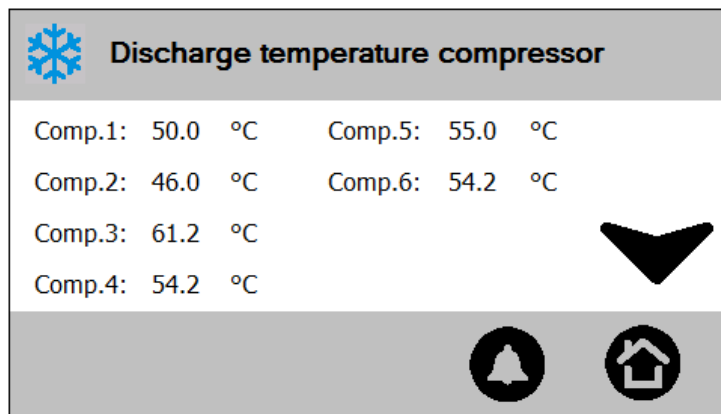 Discharge temperature compressor
Comp.1: 50.0 °C Comp.5: 55.0 °C
Comp.2: 46.0 °C Comp.6: 54.2 °C
Comp.3: 61.2 °C
Comp.4: 54.2 °C